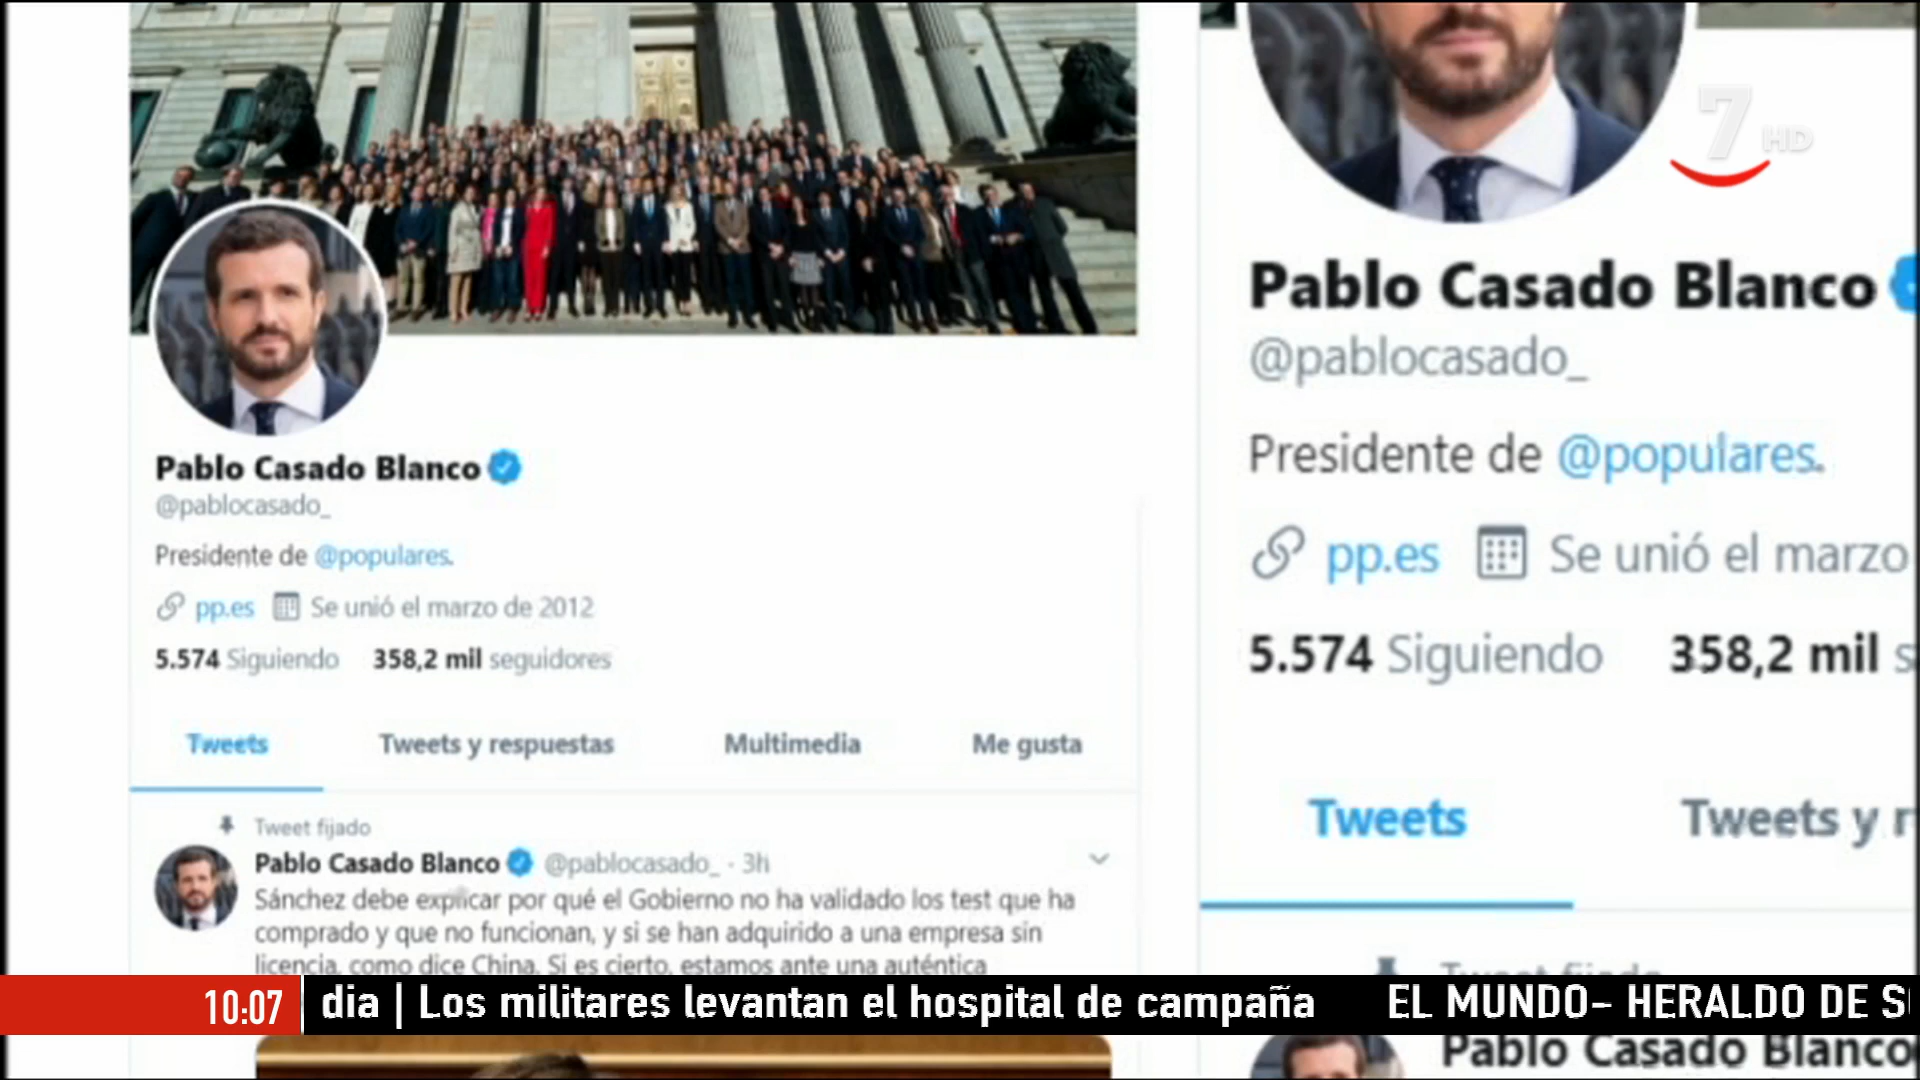 7 HD
Pablo Casado Blanco
@pablocasado_
Presidente de @populares.
pp.es Se unió el marzo de 2012
5.574 Siguiendo 358,2 mil seguidores
Tweets Tweets y respuestas Multimedia Me gusta
Tweet fijado
Pablo Casado Blanco @pablocasado_ · 3h
Sánchez debe explicar por qué el Gobierno no ha validado los test que ha
comprado y que no funcionan, y si se han adquirido a una empresa sin
licencia, como dice China. Si es cierto, estamos ante una auténtica
Pablo Casado Blanco
@pablocasado_
Presidente de @populares.
pp.es Se unió el marzo
5.574 Siguiendo 358,2 mil s
Tweets Tweets y r
Tweet fijado
Pablo Casado Blanco
10:07 dia | Los militares levantan el hospital de campaña EL MUNDO- HERALDO DE S